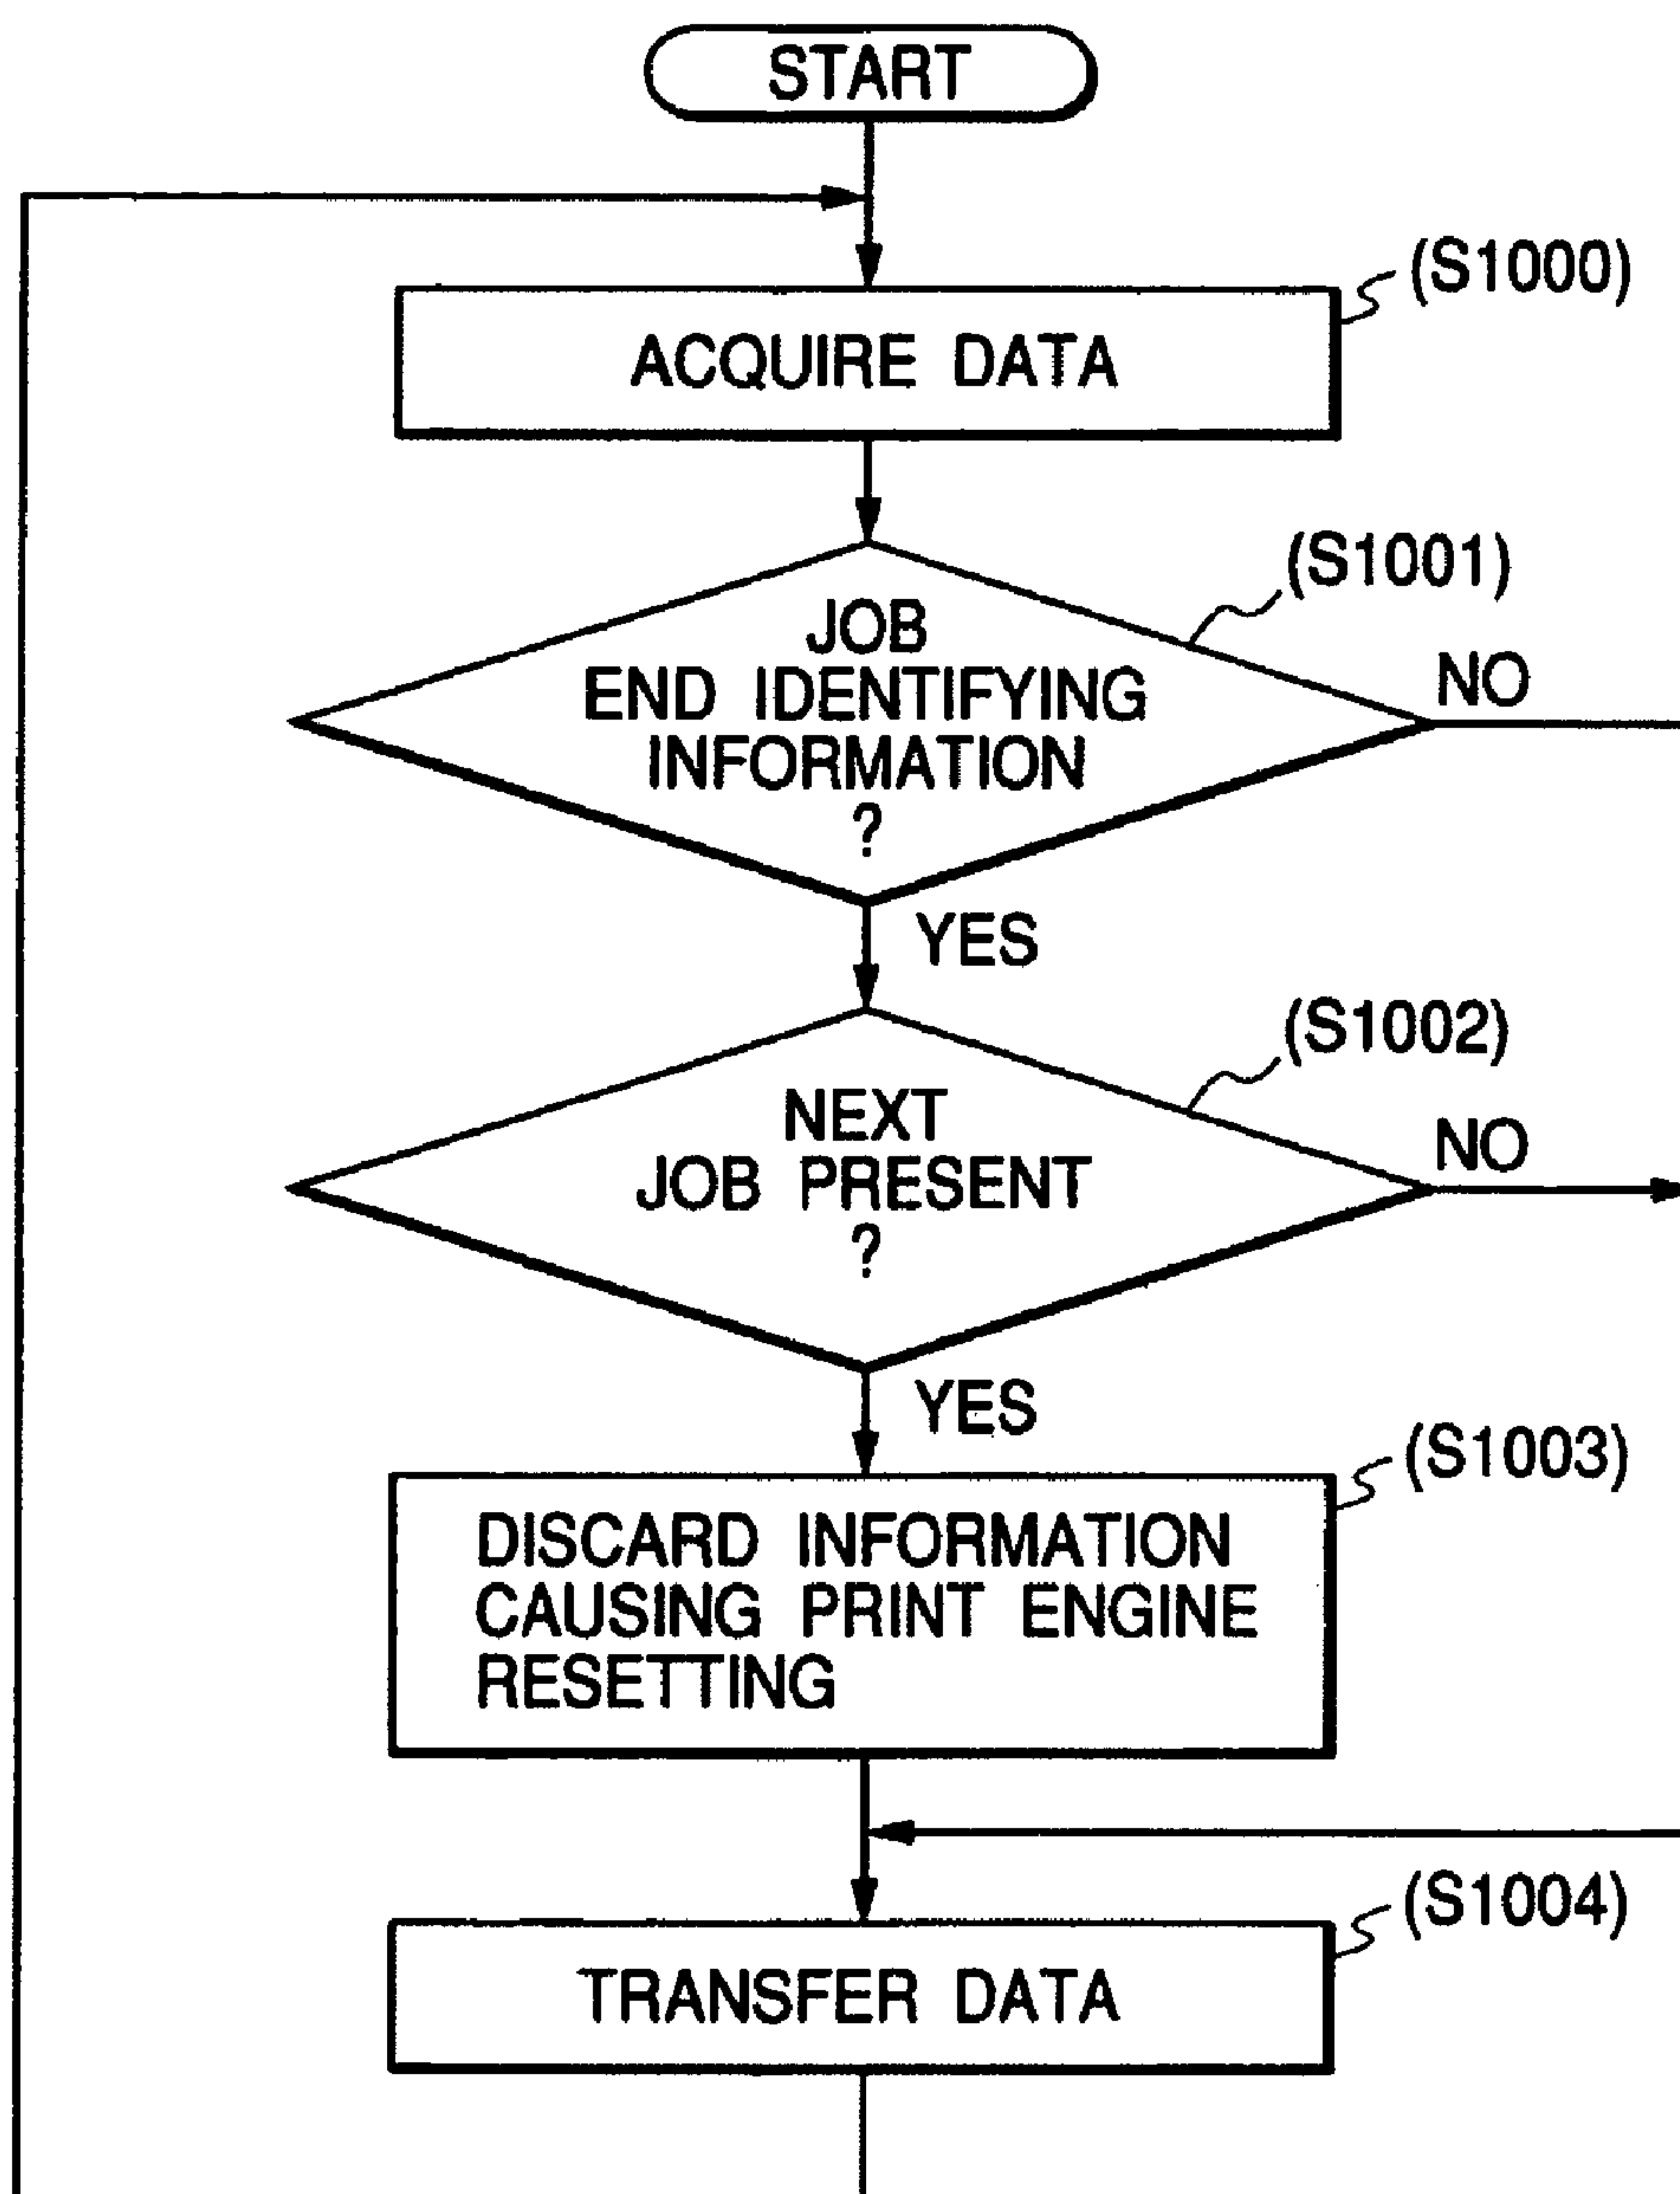 START
(S1000)
ACQUIRE DATA
(S1001)
JOB
END IDENTIFYING
INFORMATION
?
NO
YES
(S1002)
NEXT
JOB PRESENT
?
NO
YES
(S1003)
DISCARD INFORMATION
CAUSING PRINT ENGINE
RESETTING
(S1004)
TRANSFER DATA